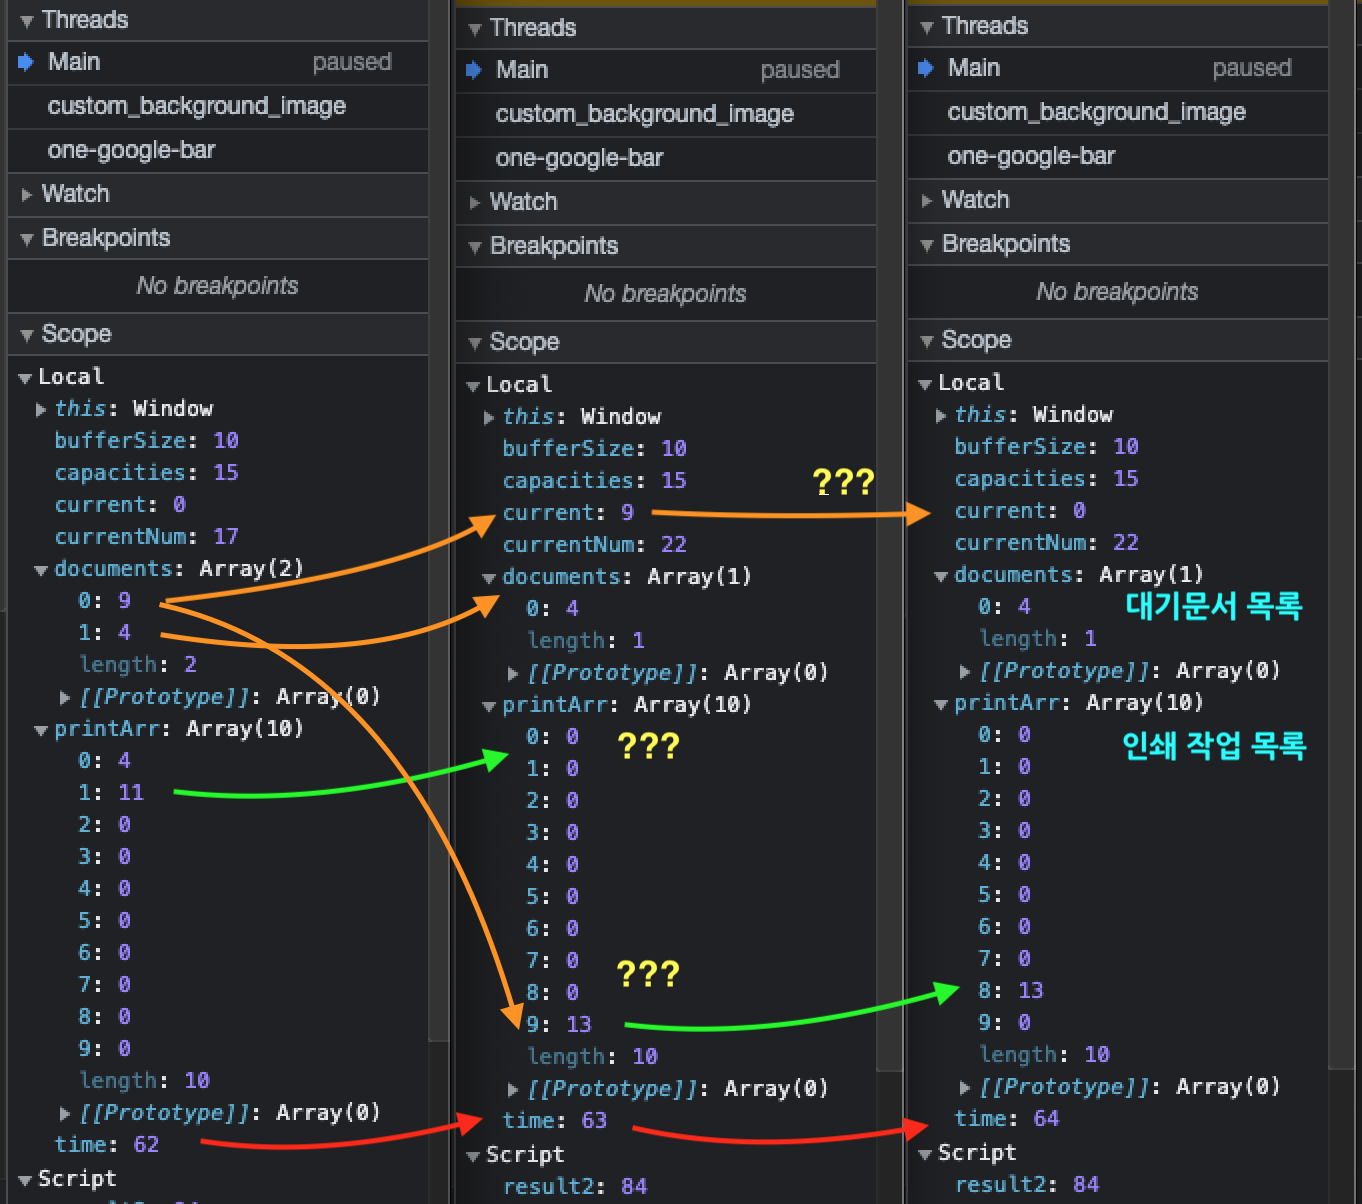 Threads
Main paused
custom_background_image
one-google-bar
Watch
Breakpoints
No breakpoints
Scope
Local
this: Window
bufferSize: 10
capacities: 15
current: 0
currentNum: 17
documents: Array(2)
0: 9
1: 4
length: 2
[[Prototype]]: Array(0)
printArr: Array(10)
0: 4
1: 11
2: 0
3: 0
4: 0
5: 0
6: 0
7: 0
8: 0
9: 0
length: 10
[[Prototype]]: Array(0)
time: 62
Script
Threads
Main paused
custom_background_image
one-google-bar
Watch
Breakpoints
No breakpoints
Scope
Local
this: Window
bufferSize: 10
capacities: 15
???
current: 9
currentNum: 22
documents: Array(1)
0: 4
length: 1
[[Prototype]]: Array(0)
printArr: Array(10)
0: 0
???
1: 0
2: 0
3: 0
4: 0
5: 0
6: 0
7: 0
???
8: 0
9: 13
length: 10
[[Prototype]]: Array(0)
time: 63
Script
result2: 84
Threads
Main paused
custom_background_image
one-google-bar
Watch
Breakpoints
No breakpoints
Scope
Local
this: Window
bufferSize: 10
capacities: 15
current: 0
currentNum: 22
documents: Array(1)
0: 4 대기문서 목록
length: 1
[[Prototype]]: Array(0)
printArr: Array(10)
0: 0
인쇄 작업 목록
1: 0
2: 0
3: 0
4: 0
5: 0
6: 0
7: 0
8: 13
9: 0
length: 10
[[Prototype]]: Array(0)
time: 64
Script
result2: 84